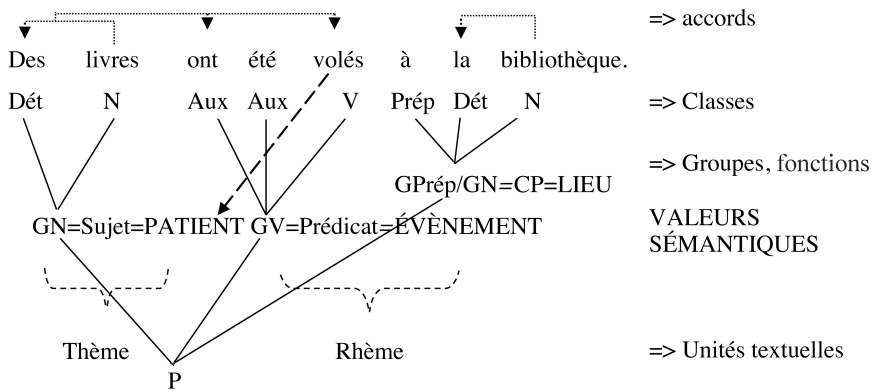 => accords
Des livres ont été volés à la bibliothèque.
Dét N Aux Aux V Prép Dét N => Classes
=> Groupes, fonctions
GPrép/GN=CP=LIEU
GN=Sujet=PATIENT GV=Prédicat=ÉVÈNEMENT VALEURS
SÉMANTIQUES
Thème Rhème => Unités textuelles
P